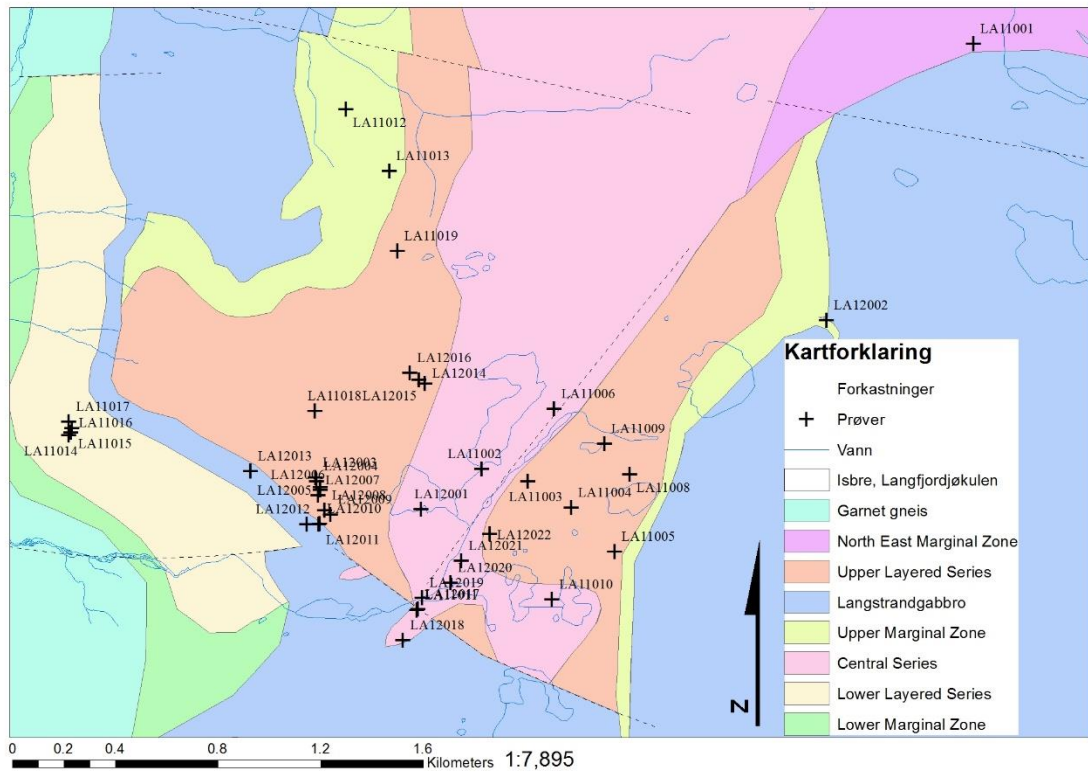 LA11001
LA11012
LA11013
LA11019
LA12002
LA12016
LA12014
LA11018LA12015
LA11006
LA11017
LA11016
LA11015
LA11014
LA11009
LA12013
LA12003
LA12004
LA11002
LA12006
LA12007
LA11008
LA12005
LA12008
LA12009
LA11003
LA11004
LA12012
LA12010
LA12001
LA12011
LA12022
LA12021
LA11005
LA12020
LA12019
LA11010
LA12017
LA12018
Kartforklaring
Forkastninger
Prøver
Vann
Isbre, Langfjordjøkulen
Garnet gneis
North East Marginal Zone
Upper Layered Series
Langstrandgabbro
Upper Marginal Zone
Central Series
Lower Layered Series
Lower Marginal Zone
N
0 0.2 0.4 0.8 1.2 1.6
Kilometers 1:7,895